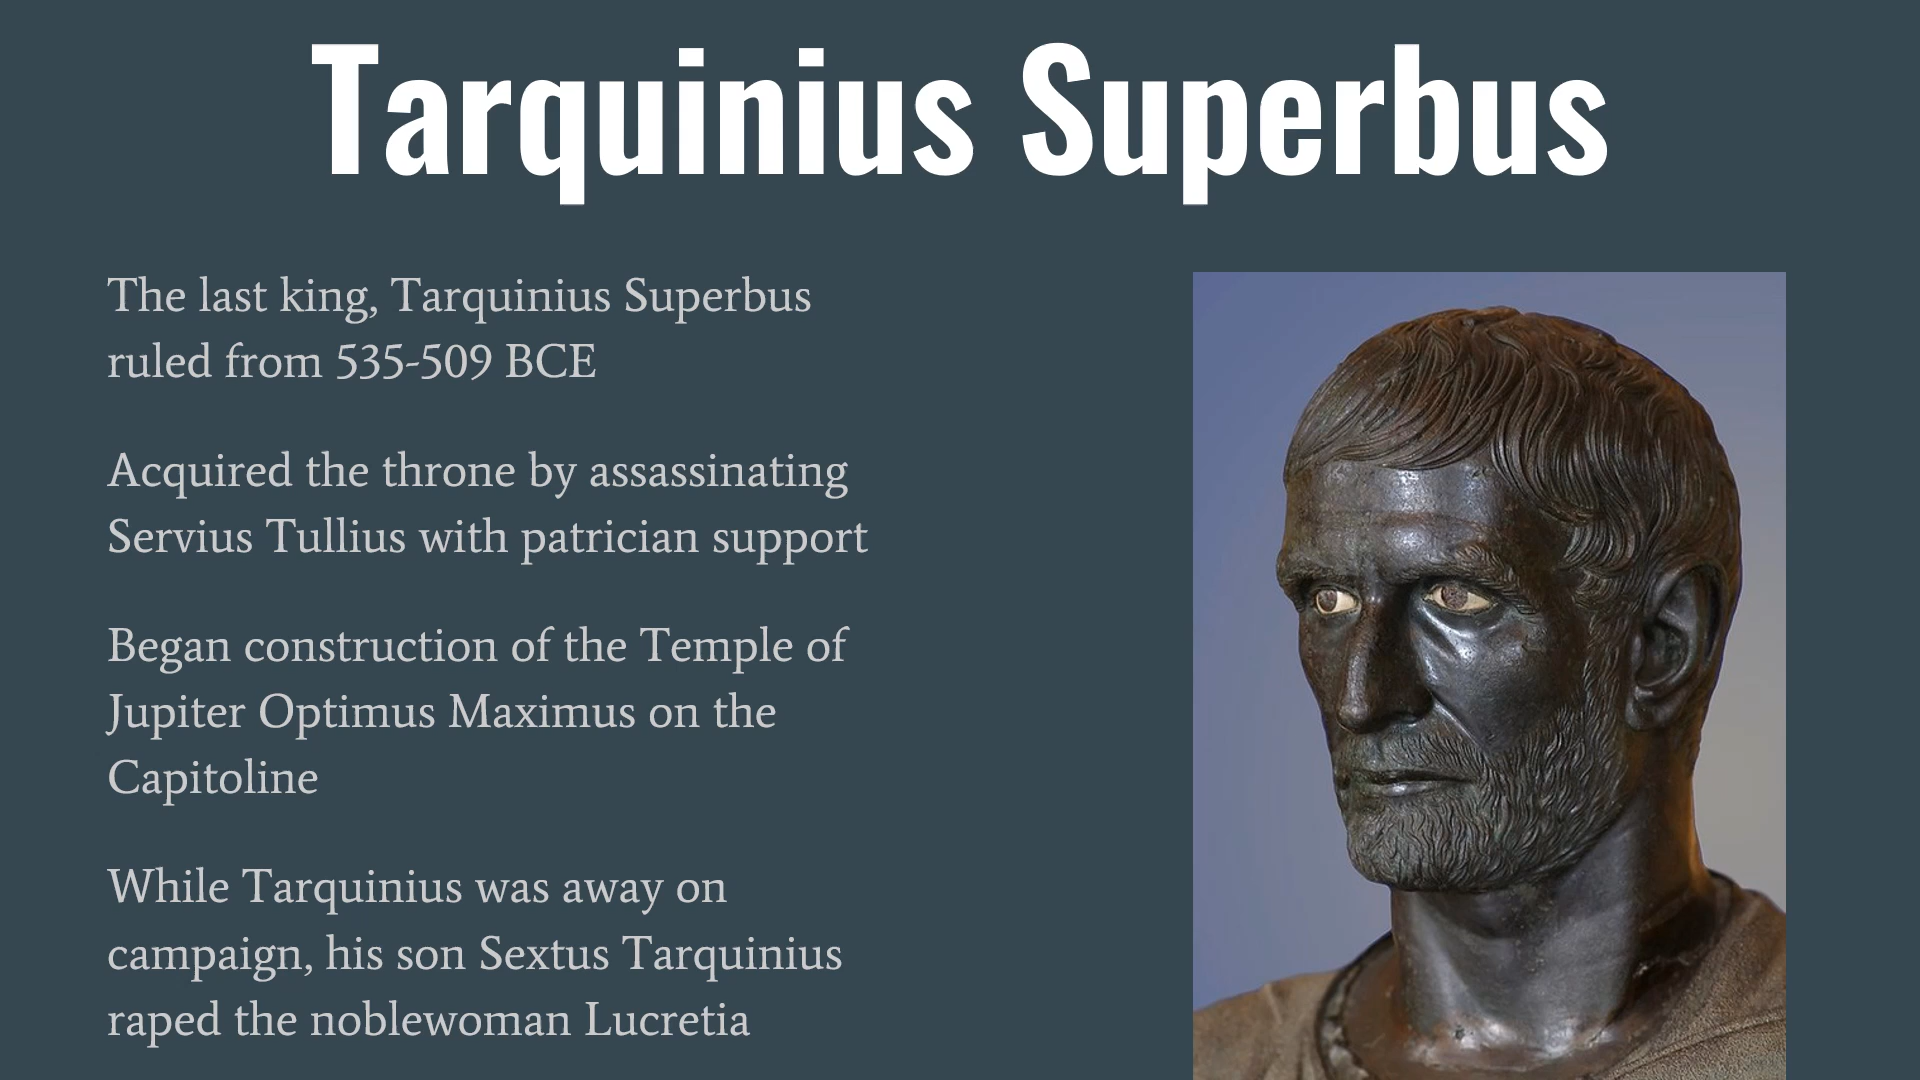 Tarquinius Superbus
The last king, Tarquinius Superbus
ruled from 535-509 BCE
Acquired the throne by assassinating
Servius Tullius with patrician support
Began construction of the Temple of
Jupiter Optimus Maximus on the
Capitoline
While Tarquinius was away on
campaign, his son Sextus Tarquinius
raped the noblewoman Lucretia